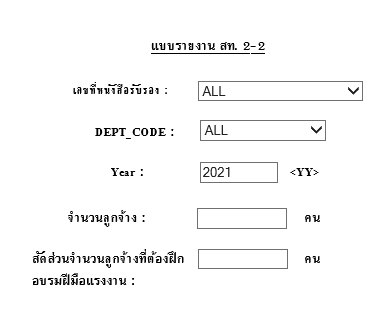 แบบรายงาน สท. 2-2
เลขที่หนังสือรับรอง : ALL
DEPT_CODE : ALL
Year : 2021 <YY>
จำนวนลูกจ้าง : คน
สัดส่วนจำนวนลูกจ้างที่ต้องฝึก คน
อบรมฝีมือแรงงาน :